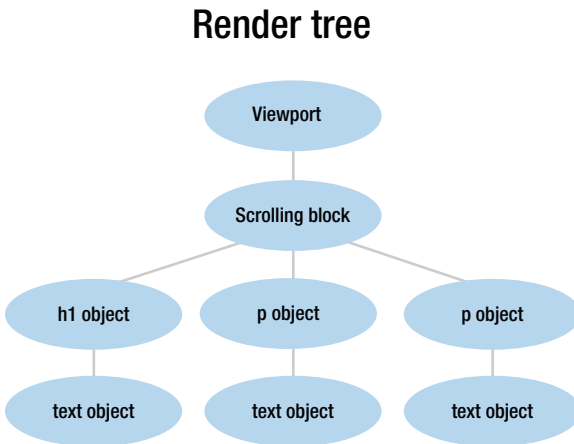 Render tree
Viewport
Scrolling block
h1 object
p object
p object
text object
text object
text object